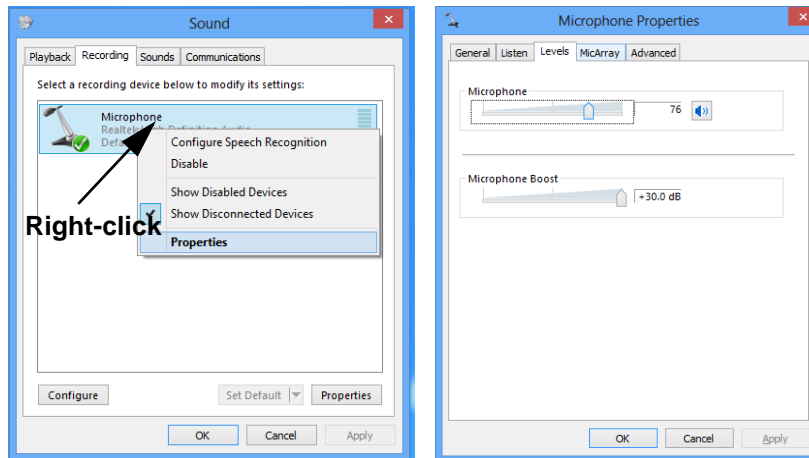 Sound
Playback Recording Sounds Communications
Select a recording device below to modify its settings:
Microphone
Realtek Definition Audio
Configure Speech Recognition
Disable
Show Disabled Devices
Show Disconnected Devices
Properties
Right-click
Configure Set Default Properties
OK Cancel Apply
Microphone Properties
General Listen Levels MicArray Advanced
Microphone
76
Microphone Boost
+30.0 dB
OK Cancel Apply